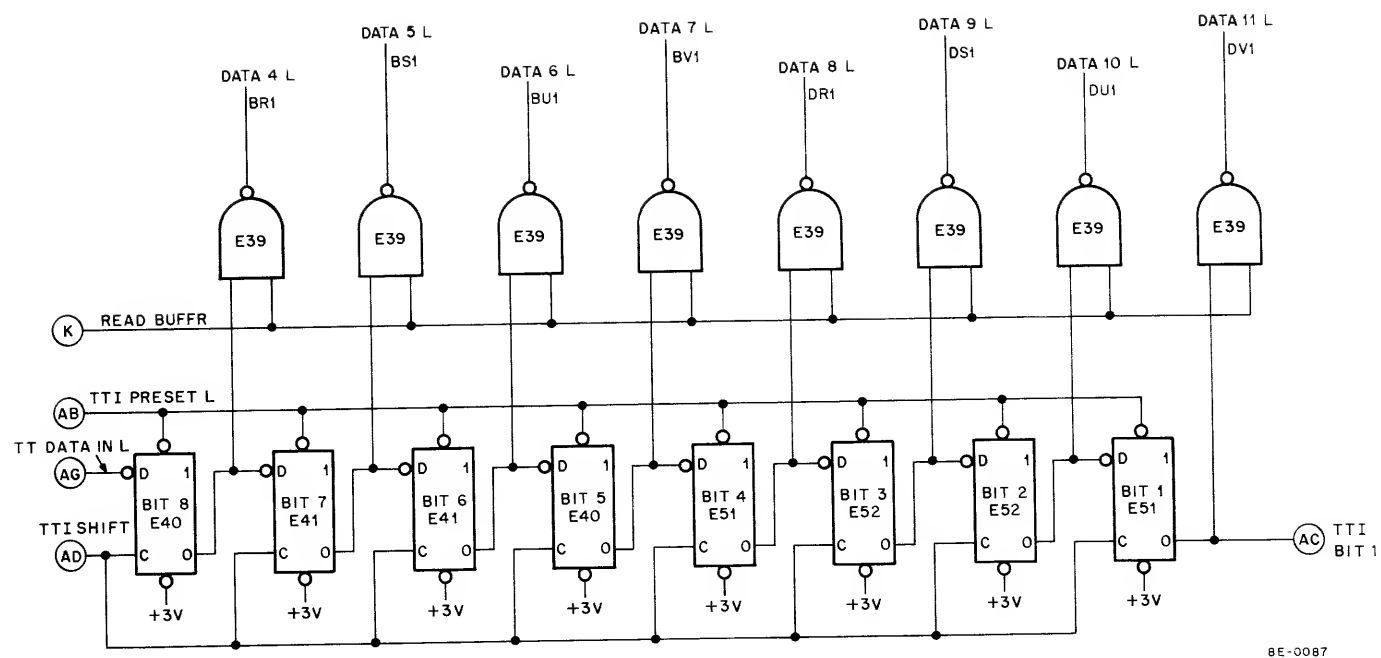 DATA 4 L
BR1
DATA 5 L
BS1
DATA 6 L
BU1
DATA 7 L
BV1
DATA 8 L
DR1
DATA 9 L
DS1
DATA 10 L
DU1
DATA 11 L
DV1
E39
E39
E39
E39
E39
E39
E39
E39
K
READ BUFFR
AB
TTI PRESET L
TT DATA IN L
AG
TTI SHIFT
AD
D 1
BIT 8
E40
C 0
+3V
D 1
BIT 7
E41
C 0
+3V
D 1
BIT 6
E41
C 0
+3V
D 1
BIT 5
E40
C 0
+3V
D 1
BIT 4
E51
C 0
+3V
D 1
BIT 3
E52
C 0
+3V
D 1
BIT 2
E52
C 0
+3V
D 1
BIT 1
E51
C 0
+3V
AC
TTI
BIT 1
8E-0087